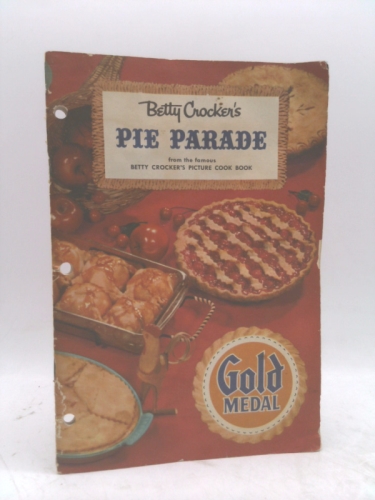 Betty Crocker's
PIE PARADE
from the famous
BETTY CROCKER'S PICTURE COOK BOOK
Gold
MEDAL